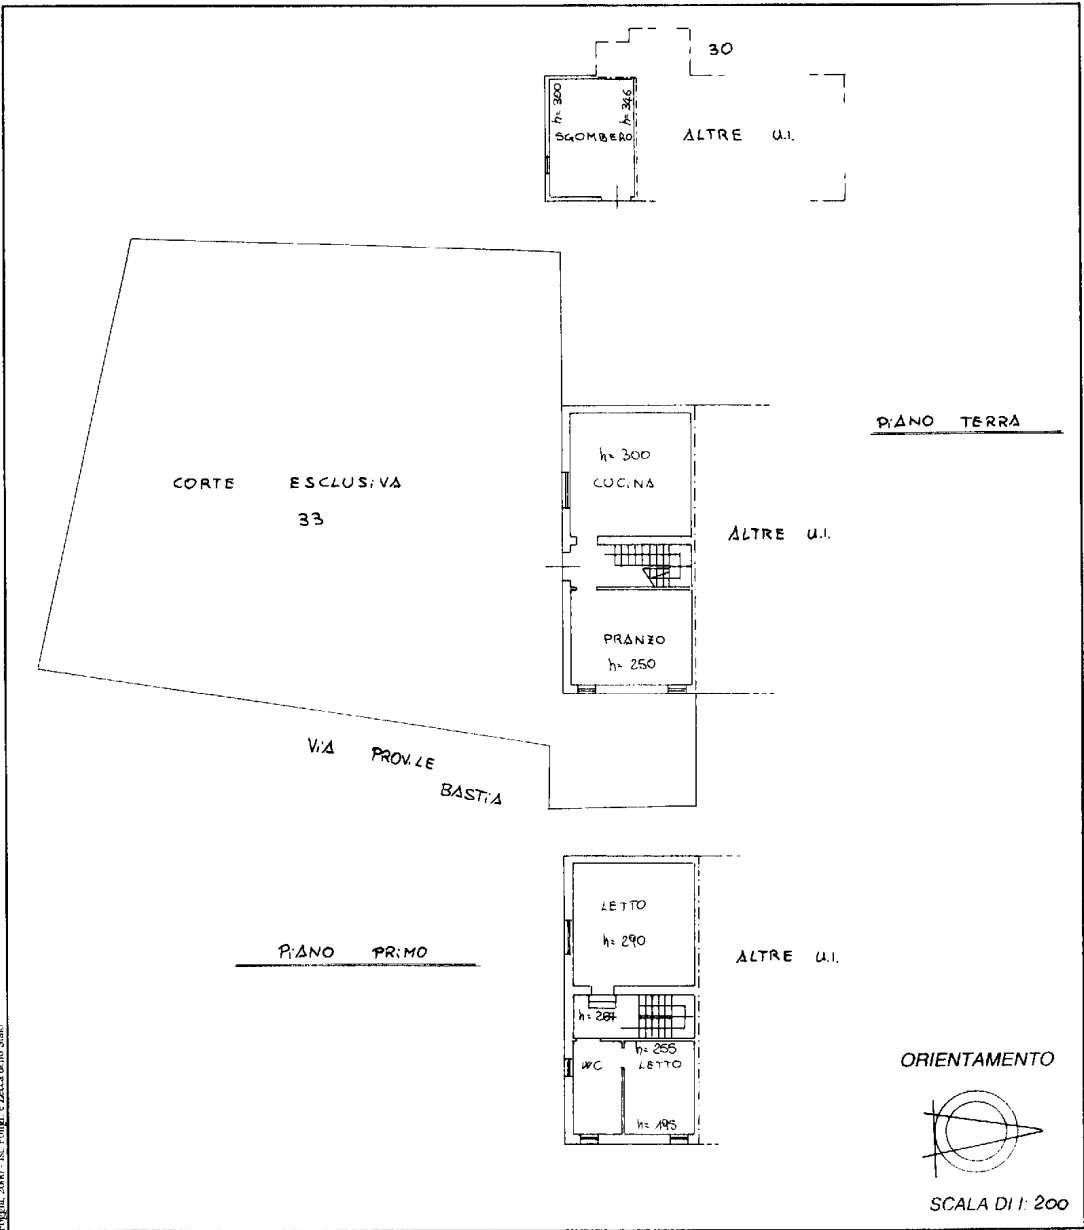 30
h= 300
h= 346
SGOMBERO
ALTRE U.I.
PIANO TERRA
h= 300
CUCINA
CORTE ESCLUSIVA
33
ALTRE U.I.
PRANZO
h= 250
VIA PROV.LE
BASTIA
LETTO
h= 290
PIANO PRIMO
ALTRE U.I.
h= 255
WC
LETTO
h= 195
ORIENTAMENTO
SCALA DI 1: 200